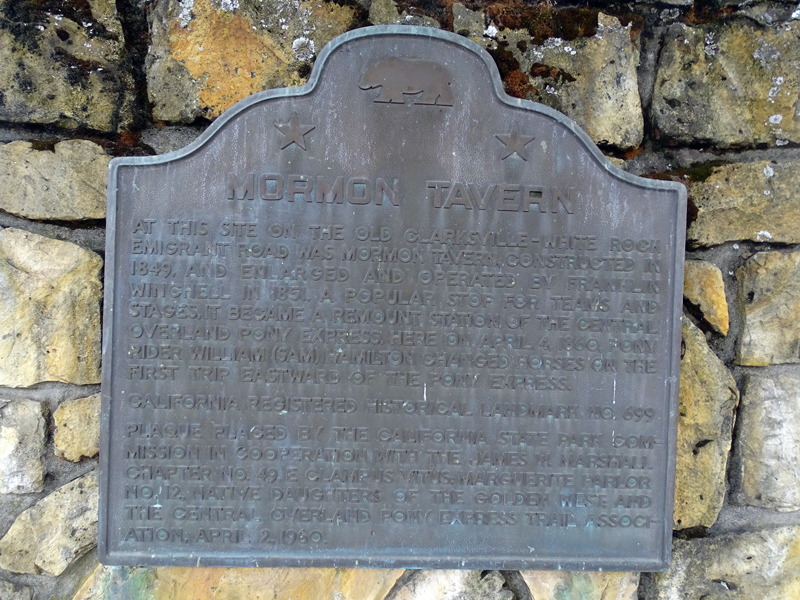 MORMON TAVERN
AT THIS SITE ON THE OLD CLARKSVILLE-WHITE ROCK
EMIGRANT ROAD WAS MORMON TAVERN, CONSTRUCTED IN
1849, AND ENLARGED AND OPERATED BY FRANKLIN
WINCHELL IN 1851. A POPULAR STOP FOR TEAMS AND
STAGES, IT BECAME A REMOUNT STATION OF THE CENTRAL
OVERLAND PONY EXPRESS. HERE ON APRIL 4, 1860, PONY
RIDER WILLIAM (SAM) HAMILTON CHANGED HORSES ON THE
FIRST TRIP EASTWARD OF THE PONY EXPRESS.
CALIFORNIA REGISTERED HISTORICAL LANDMARK NO. 699
PLAQUE PLACED BY THE CALIFORNIA STATE PARK COM-
MISSION IN COOPERATION WITH THE JAMES W. MARSHALL
CHAPTER NO. 49, E CLAMPUS VITUS; MARGUERITE PARLOR
NO. 12, NATIVE DAUGHTERS OF THE GOLDEN WEST; AND
THE CENTRAL OVERLAND PONY EXPRESS TRAIL ASSOCI-
ATION, APRIL 2, 1960.